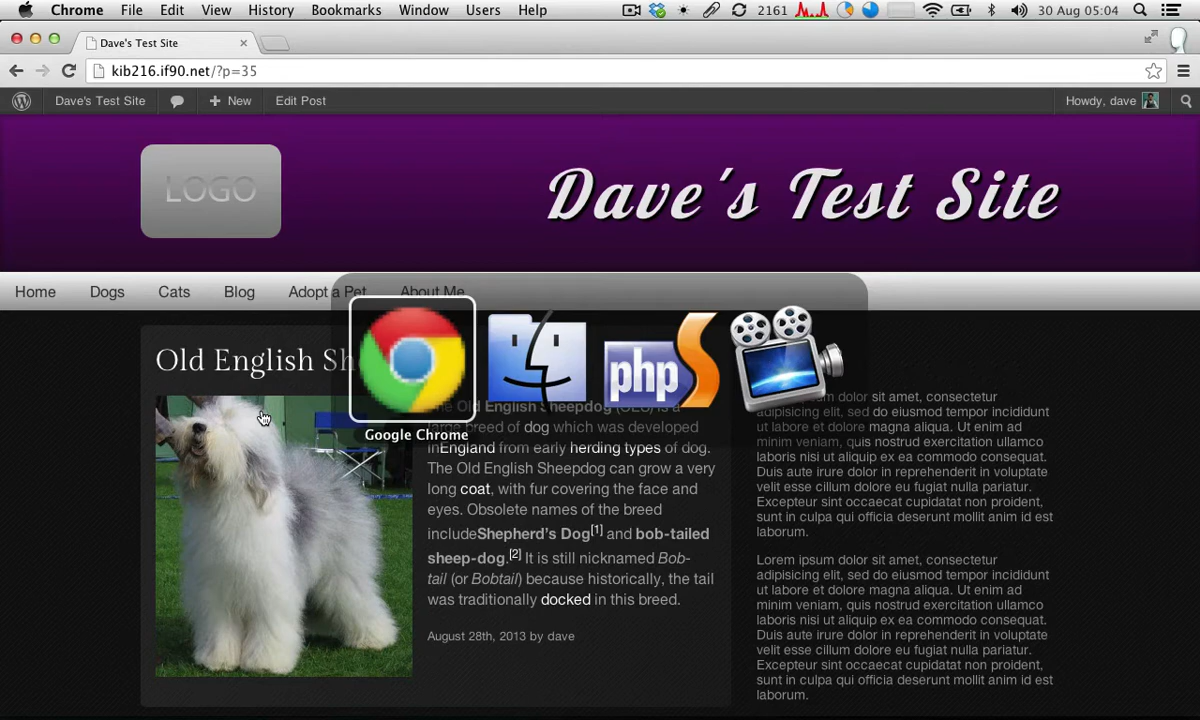 Chrome File Edit View History Bookmarks Window Users Help 2161 30 Aug 05:04
Dave's Test Site
kib216.if90.net/?p=35
Dave's Test Site New Edit Post Howdy, dave
LOGO
Dave's Test Site
Home Dogs Cats Blog Adopt a Pet About Me
Old English Sh
php S
Google Chrome
The Old English Sheepdog (OES) is a
large breed of dog which was developed
inEngland from early herding types of dog.
The Old English Sheepdog can grow a very
long coat, with fur covering the face and
eyes. Obsolete names of the breed
includeShepherd's Dog[1] and bob-tailed
sheep-dog.[2] It is still nicknamed Bob-
tail (or Bobtail) because historically, the tail
was traditionally docked in this breed.
August 28th, 2013 by dave
ipsum dolor sit amet, consectetur
adipisicing elit, sed do eiusmod tempor incididunt
ut labore et dolore magna aliqua. Ut enim ad
minim veniam, quis nostrud exercitation ullamco
laboris nisi ut aliquip ex ea commodo consequat.
Duis aute irure dolor in reprehenderit in voluptate
velit esse cillum dolore eu fugiat nulla pariatur.
Excepteur sint occaecat cupidatat non proident,
sunt in culpa qui officia deserunt mollit anim id est
laborum.
Lorem ipsum dolor sit amet, consectetur
adipisicing elit, sed do eiusmod tempor incididunt
ut labore et dolore magna aliqua. Ut enim ad
minim veniam, quis nostrud exercitation ullamco
laboris nisi ut aliquip ex ea commodo consequat.
Duis aute irure dolor in reprehenderit in voluptate
velit esse cillum dolore eu fugiat nulla pariatur.
Excepteur sint occaecat cupidatat non proident,
sunt in culpa qui officia deserunt mollit anim id est
laborum.